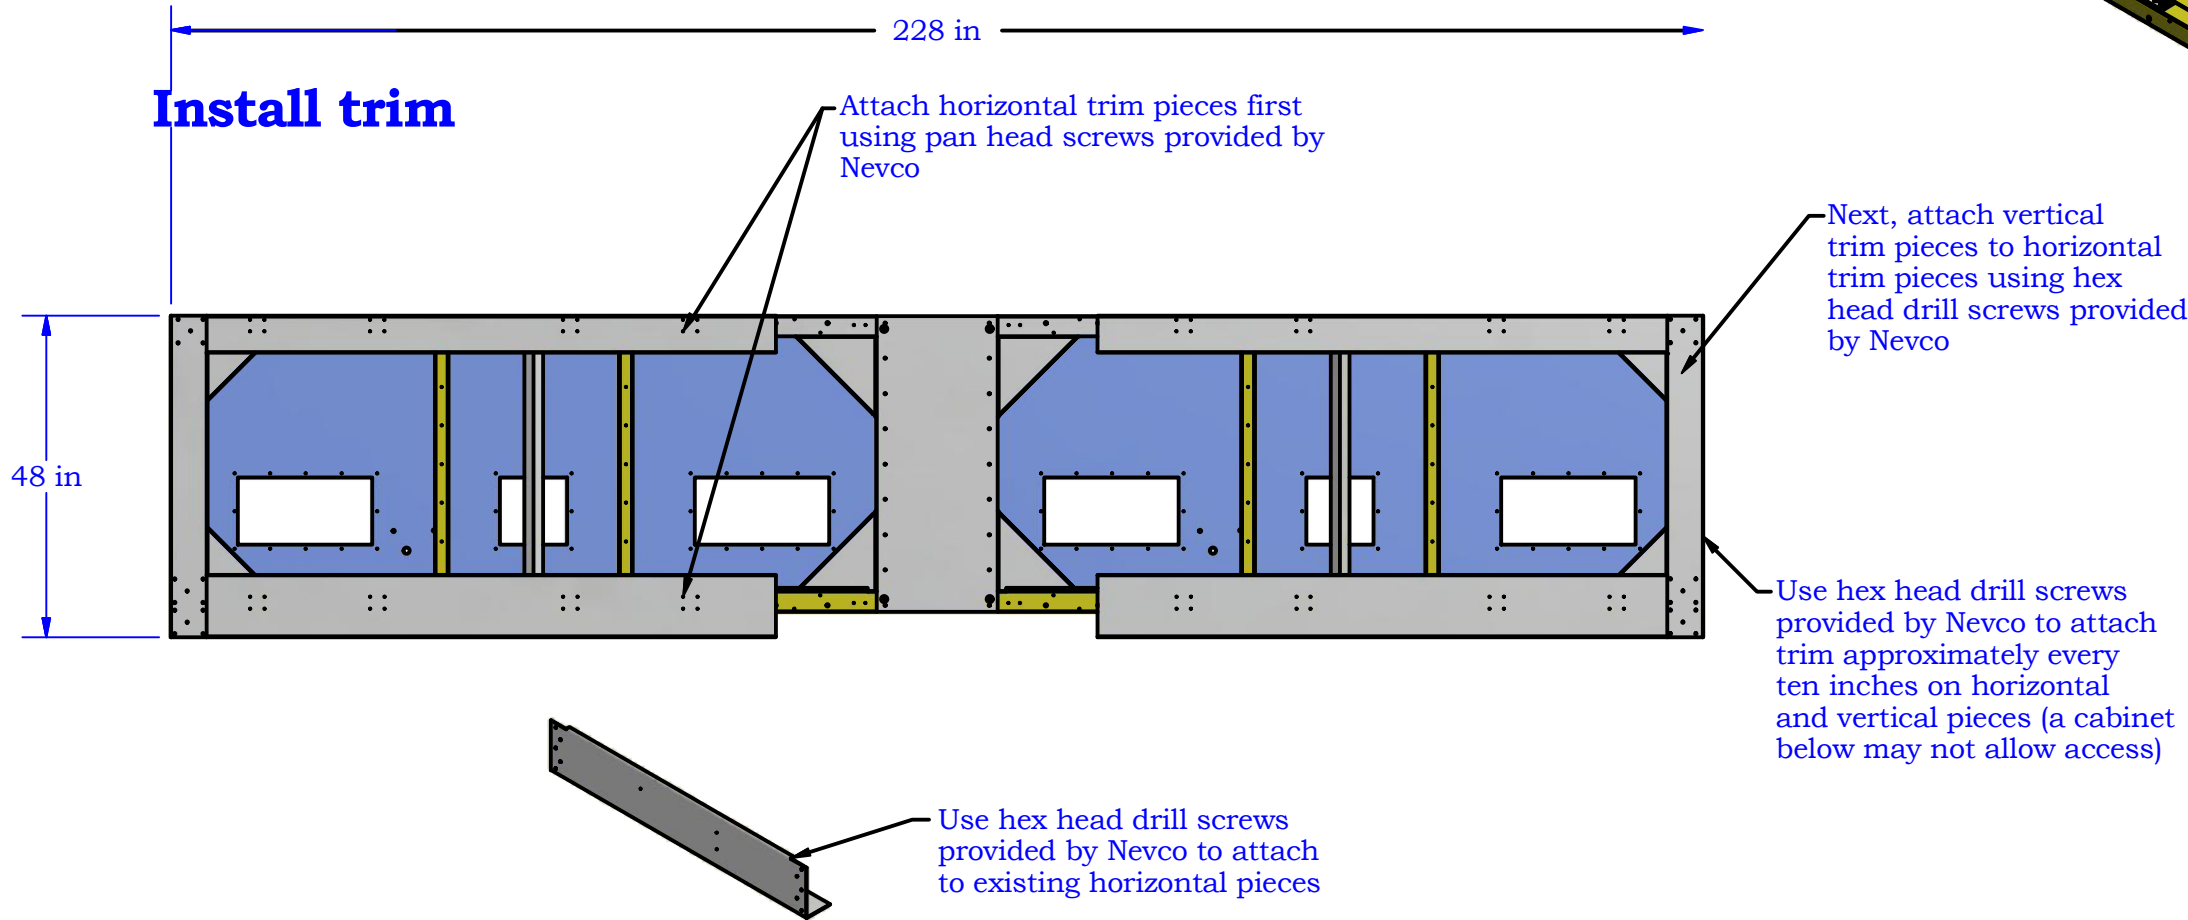 228 in
Install trim
Attach horizontal trim pieces first
using pan head screws provided by
Nevco
Next, attach vertical
trim pieces to horizontal
trim pieces using hex
head drill screws provided
by Nevco
48 in
Use hex head drill screws
provided by Nevco to attach
trim approximately every
ten inches on horizontal
and vertical pieces (a cabinet
below may not allow access)
Use hex head drill screws
provided by Nevco to attach
to existing horizontal pieces